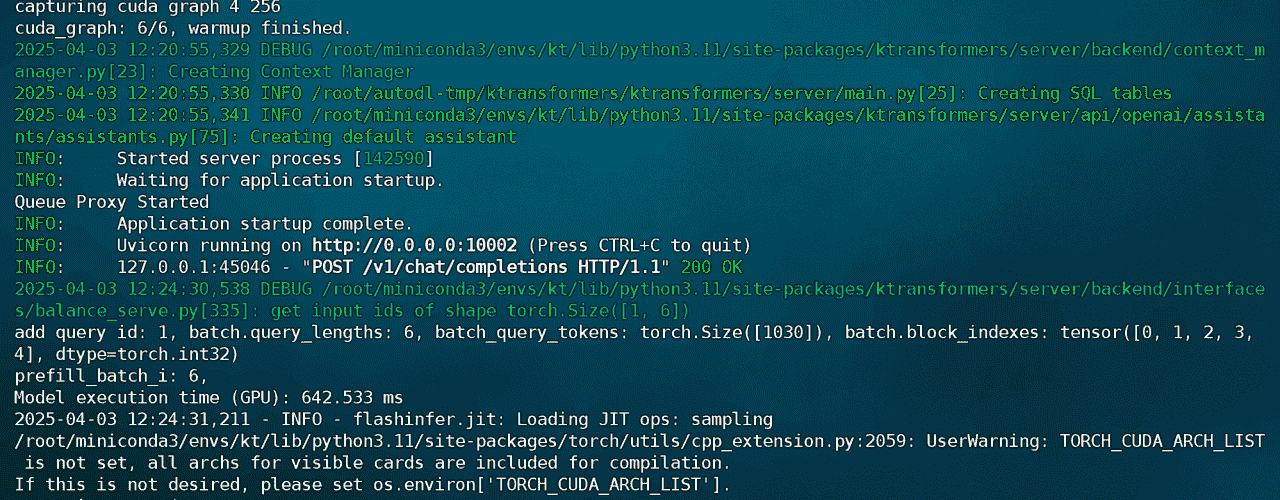 capturing cuda graph 4 256
cuda_graph: 6/6, warmup finished.
2025-04-03 12:20:55,329 DEBUG /root/miniconda3/envs/kt/lib/python3.11/site-packages/ktransformers/server/backend/context_m
anager.py[23]: Creating Context Manager
2025-04-03 12:20:55,330 INFO /root/autodl-tmp/ktransformers/ktransformers/server/main.py[25]: Creating SQL tables
2025-04-03 12:20:55,341 INFO /root/miniconda3/envs/kt/lib/python3.11/site-packages/ktransformers/server/api/openai/assista
nts/assistants.py[75]: Creating default assistant
INFO:     Started server process [142590]
INFO:     Waiting for application startup.
Queue Proxy Started
INFO:     Application startup complete.
INFO:     Uvicorn running on http://0.0.0.0:10002 (Press CTRL+C to quit)
INFO:     127.0.0.1:45046 - "POST /v1/chat/completions HTTP/1.1" 200 OK
2025-04-03 12:24:30,538 DEBUG /root/miniconda3/envs/kt/lib/python3.11/site-packages/ktransformers/server/backend/interface
s/balance_serve.py[335]: get input ids of shape torch.Size([1, 6])
add query id: 1, batch.query_lengths: 6, batch_query_tokens: torch.Size([1030]), batch.block_indexes: tensor([0, 1, 2, 3,
4], dtype=torch.int32)
prefill_batch_i: 6,
Model execution time (GPU): 642.533 ms
2025-04-03 12:24:31,211 - INFO - flashinfer.jit: Loading JIT ops: sampling
/root/miniconda3/envs/kt/lib/python3.11/site-packages/torch/utils/cpp_extension.py:2059: UserWarning: TORCH_CUDA_ARCH_LIST
 is not set, all archs for visible cards are included for compilation.
If this is not desired, please set os.environ['TORCH_CUDA_ARCH_LIST'].